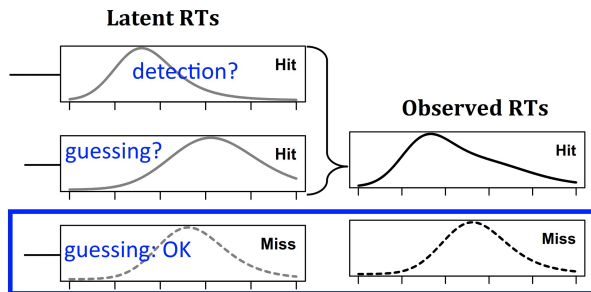 Latent RTs
Hit
detection?
Observed RTs
guessing?
Hit
Hit
guessing: OK
Miss
Miss